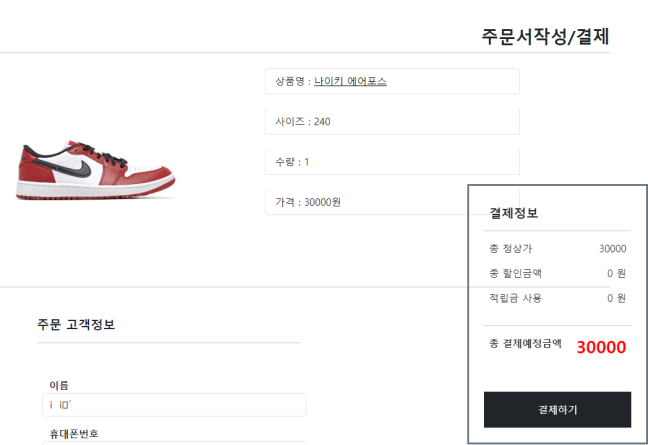 주문서작성/결제
상품명 : 나이키 에어포스
사이즈 : 240
수량 : 1
가격 : 30000원
결제정보
총 정상가 30000
총 할인금액 0 원
적립금 사용 0 원
총 결제예정금액 30000
결제하기
주문 고객정보
이름
휴대폰번호